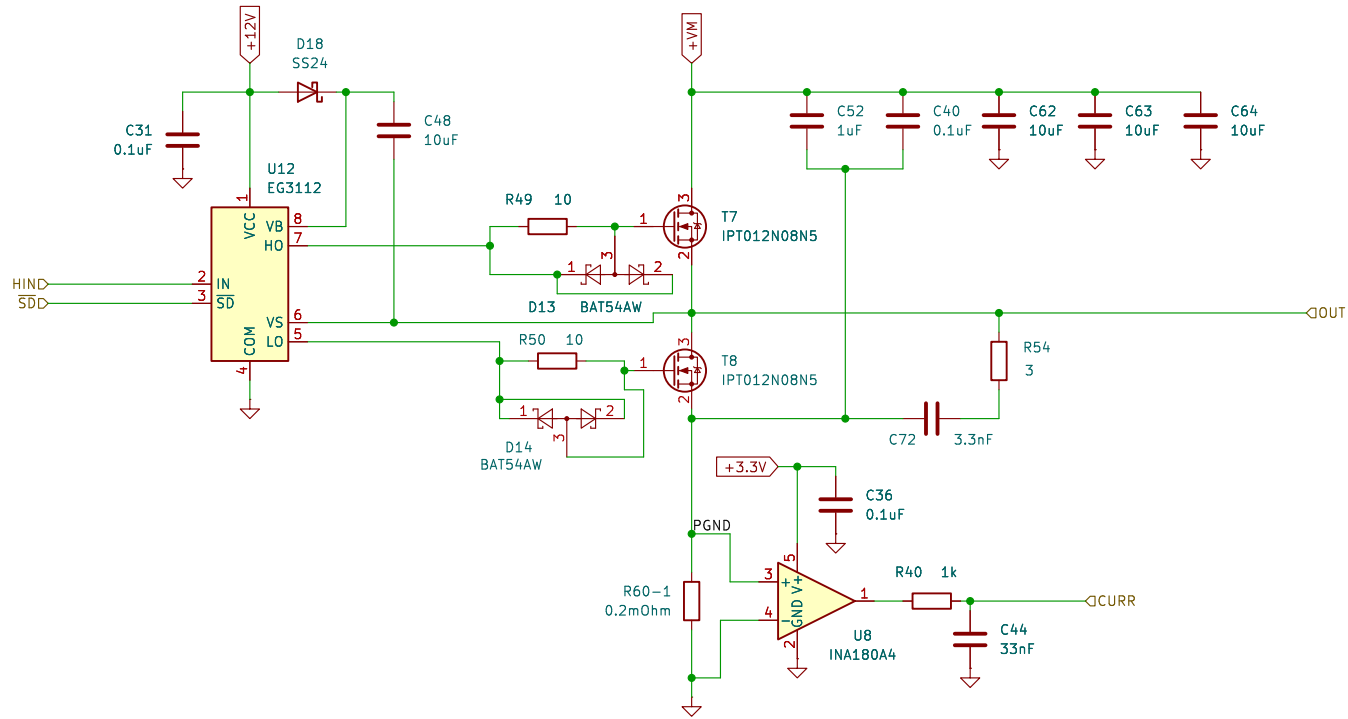 +12V
D18
SS24
+VM
C31
0.1uF
C48
10uF
C52
1uF
C40
0.1uF
C62
10uF
C63
10uF
C64
10uF
U12
EG3112
1
VCC
VB
8
HO
7
HIN
2
IN
SD
3
SD
VS
6
LO
5
COM
4
R49
10
1
3
2
T7
IPT012N08N5
1
3
2
D13
BAT54AW
OUT
R50
10
1
3
2
T8
IPT012N08N5
1
2
3
D14
BAT54AW
R54
3
C72
3.3nF
+3.3V
C36
0.1uF
PGND
R60-1
0.2mOhm
3
4
5
+
-
V+
GND
2
1
U8
INA180A4
R40
1k
CURR
C44
33nF